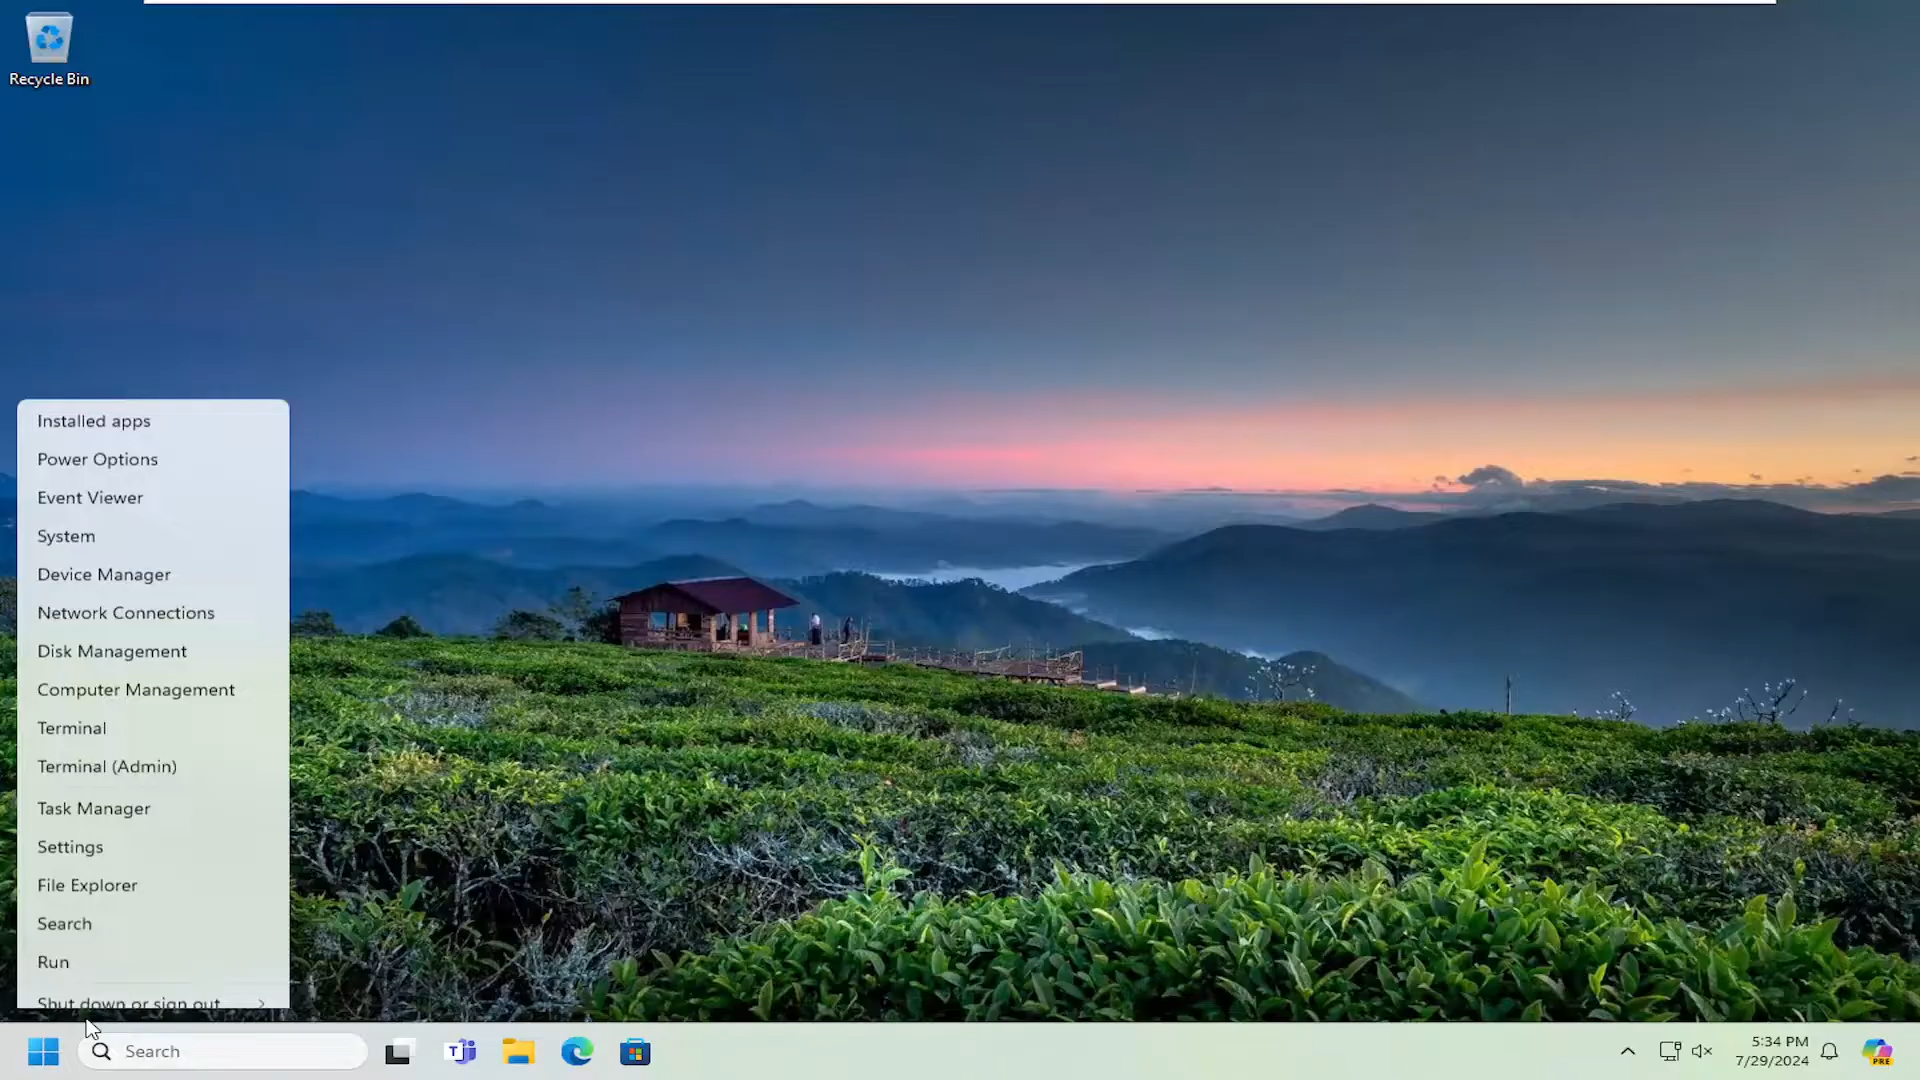 Recycle Bin
Installed apps
Power Options
Event Viewer
System
Device Manager
Network Connections
Disk Management
Computer Management
Terminal
Terminal (Admin)
Task Manager
Settings
File Explorer
Search
Run
Shut down or sign out
Search
T
5:34 PM
7/29/2024
PRE